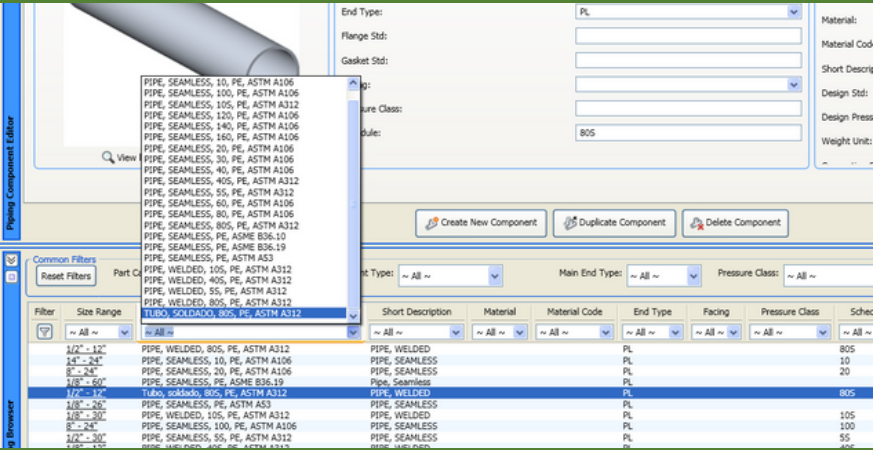 End Type:
PL
Flange Std:
Gasket Std:
Material:
Material Code
Short Descrip
Design Std:
Design Press
Weight Unit:
80S
Piping Component Editor
View
PIPE, SEAMLESS, 10, PE, ASTM A106
PIPE, SEAMLESS, 100, PE, ASTM A106
PIPE, SEAMLESS, 10S, PE, ASTM A312
PIPE, SEAMLESS, 120, PE, ASTM A106
PIPE, SEAMLESS, 140, PE, ASTM A106
PIPE, SEAMLESS, 160, PE, ASTM A106
PIPE, SEAMLESS, 20, PE, ASTM A106
PIPE, SEAMLESS, 30, PE, ASTM A106
PIPE, SEAMLESS, 40, PE, ASTM A106
PIPE, SEAMLESS, 40S, PE, ASTM A312
PIPE, SEAMLESS, 5S, PE, ASTM A312
PIPE, SEAMLESS, 60, PE, ASTM A106
PIPE, SEAMLESS, 80, PE, ASTM A106
PIPE, SEAMLESS, 80S, PE, ASTM A312
PIPE, SEAMLESS, PE, ASME B36.10
PIPE, SEAMLESS, PE, ASME B36.19
PIPE, SEAMLESS, PE, ASTM A53
PIPE, WELDED, 10S, PE, ASTM A312
PIPE, WELDED, 40S, PE, ASTM A312
PIPE, WELDED, 5S, PE, ASTM A312
PIPE, WELDED, 80S, PE, ASTM A312
TUBO, SOLDADO, 80S, PE, ASTM A312
g:
ure Class:
dule:
Create New Component
Duplicate Component
Delete Component
Common Filters
Reset Filters
Part Ca
nt Type:
~ All ~
Main End Type:
~ All ~
Pressure Class:
~ All ~
Filter
Size Range
Short Description
Material
Material Code
End Type
Facing
Pressure Class
Sched
~ All ~
~ All ~
~ All ~
~ All ~
~ All ~
~ All ~
~ All ~
~ All ~
~ All ~
1/2" - 12" PIPE, WELDED, 80S, PE, ASTM A312 PIPE, WELDED PL 80S
14" - 24" PIPE, SEAMLESS, 10, PE, ASTM A106 PIPE, SEAMLESS PL 10
8" - 24" PIPE, SEAMLESS, 20, PE, ASTM A106 PIPE, SEAMLESS PL 20
1/8" - 60" PIPE, SEAMLESS, PE, ASME B36.19 Pipe, Seamless PL
1/2" - 12" Tubo, soldado, 80S, PE, ASTM A312 PIPE, WELDED PL 80S
1/8" - 26" PIPE, SEAMLESS, PE, ASTM A53 PIPE, SEAMLESS PL
1/8" - 30" PIPE, WELDED, 10S, PE, ASTM A312 PIPE, WELDED PL 10S
8" - 24" PIPE, SEAMLESS, 100, PE, ASTM A106 PIPE, SEAMLESS PL 100
1/2" - 30" PIPE, SEAMLESS, 5S, PE, ASTM A312 PIPE, SEAMLESS PL 5S
g Browser